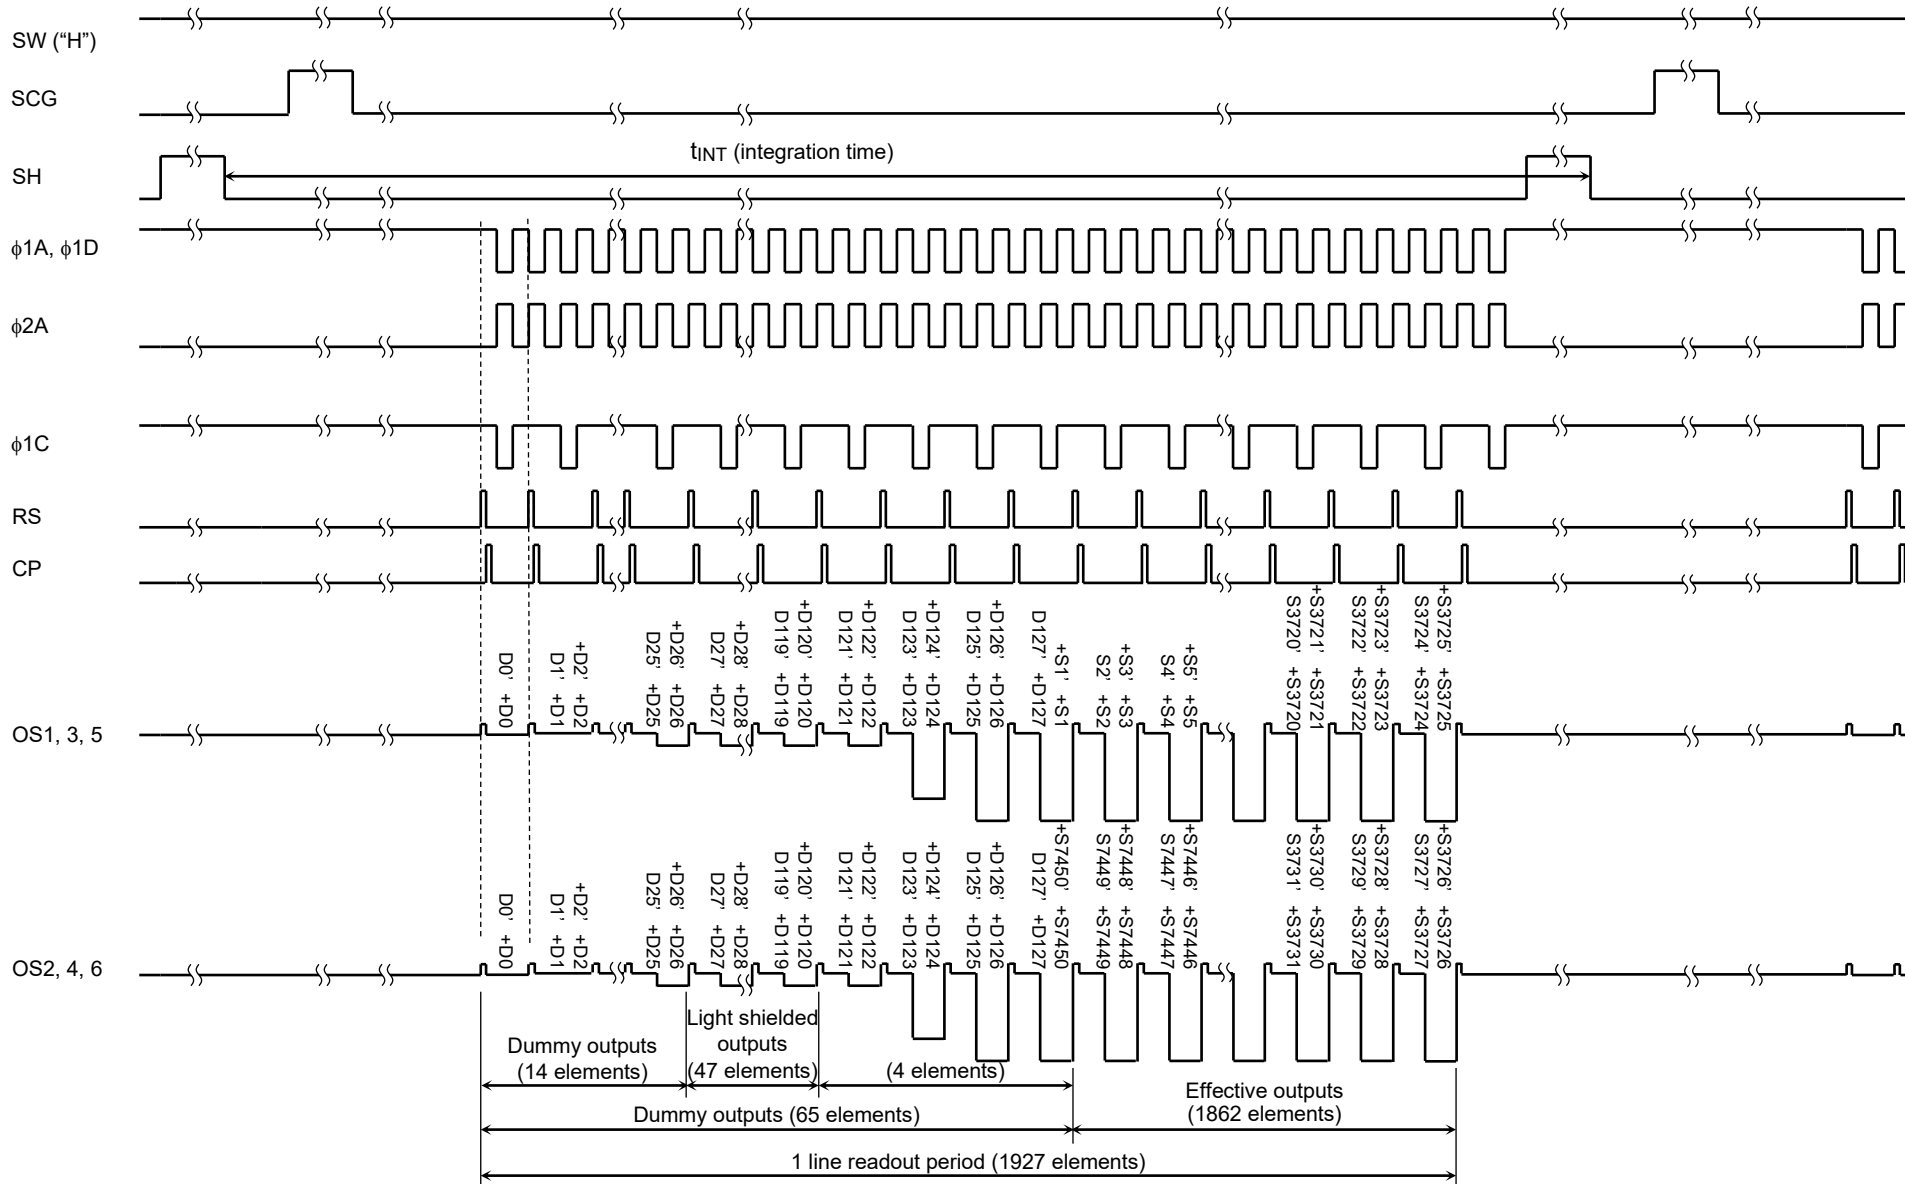 SW (“H”)
SCG
tINT (integration time)
SH
ϕ1A, ϕ1D
ϕ2A
ϕ1C
RS
CP
OS1, 3, 5
D0’ +D0
D1’ +D1
+D2’ +D2
D25’ +D25
+D26’ +D26
D27’ +D27
+D28’ +D28
D119’ +D119
+D120’ +D120
D121’ +D121
+D122’ +D122
D123’ +D123
+D124’ +D124
D125’ +D125
+D126’ +D126
D127’ +D127
+S1’ +S1
S2’ +S2
+S3’ +S3
S4’ +S4
+S5’ +S5
S3720’ +S3720
+S3721’ +S3721
S3722’ +S3722
+S3723’ +S3723
S3724’ +S3724
+S3725’ +S3725
OS2, 4, 6
D0’ +D0
D1’ +D1
+D2’ +D2
D25’ +D25
+D26’ +D26
D27’ +D27
+D28’ +D28
D119’ +D119
+D120’ +D120
D121’ +D121
+D122’ +D122
D123’ +D123
+D124’ +D124
D125’ +D125
+D126’ +D126
D127’ +D127
+S7450’ +S7450
S7449’ +S7449
+S7448’ +S7448
S7447’ +S7447
+S7446’ +S7446
S3731’ +S3731
+S3730’ +S3730
S3729’ +S3729
+S3728’ +S3728
S3727’ +S3727
+S3726’ +S3726
Dummy outputs
(14 elements)
Light shielded
outputs
(47 elements)
(4 elements)
Effective outputs
(1862 elements)
Dummy outputs (65 elements)
1 line readout period (1927 elements)